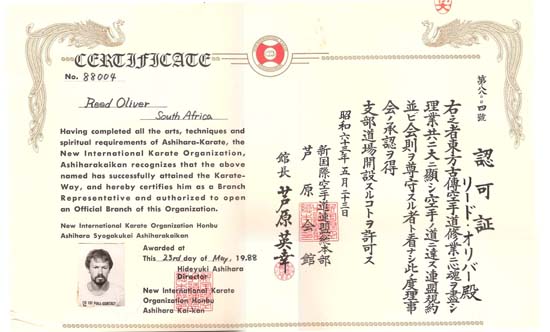 CERTIFICATE
No. 88004
Reed Oliver
South Africa
Having completed all the arts, techniques and
spiritual requirements of Ashihara-Karate, the
New International Karate Organization,
Ashiharakaikan recognizes that the above
named has successfully attained the Karate-
Way, and hereby certifies him as a Branch
Representative and authorized to open
an Official Branch of this Organization.
New International Karate Organization Honbu
Ashihara Syogakukai Ashiharakaikan
Awarded at
This 23rd day of May, 1988
Hideyuki Ashihara
Director
New International Karate
Organization Honbu
Ashihara Kai-kan
第八八〇〇四號
認可証
リード・オリバー殿
右之者東方古傳空手道修業ニ心魂ヲ盡シ
理業共ニ大ニ顯シ空手ノ道ニ達ス連盟規約
並ビ會則ヲ尊守スル者ト看ナシ此ノ度理事
会ノ承認ヲ得
支部道場開設スルコトヲ許可ス
昭和六十三年五月二十三日
新国際空手道連盟総本部
芦原会館
館長 芦原英幸